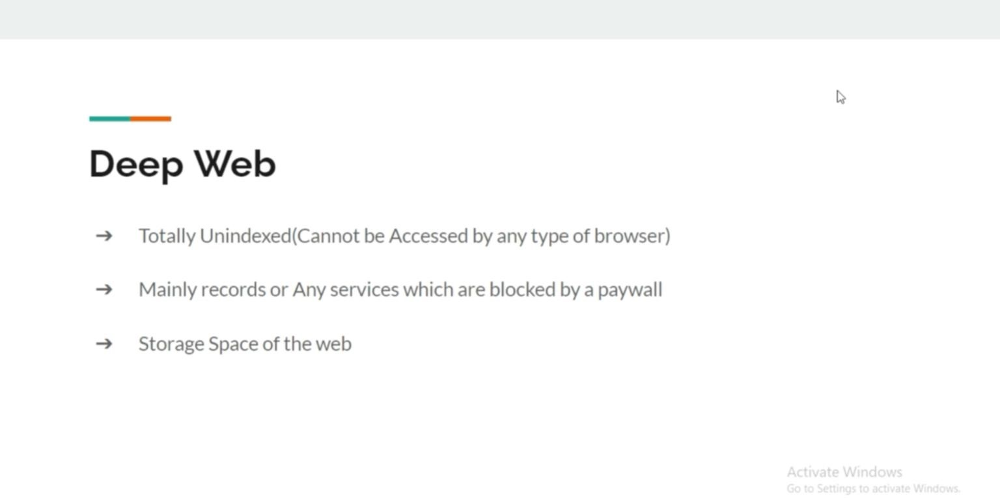 Deep Web
➔ Totally Unindexed(Cannot be Accessed by any type of browser)
➔ Mainly records or Any services which are blocked by a paywall
➔ Storage Space of the web
Activate Windows
Go to Settings to activate Windows.